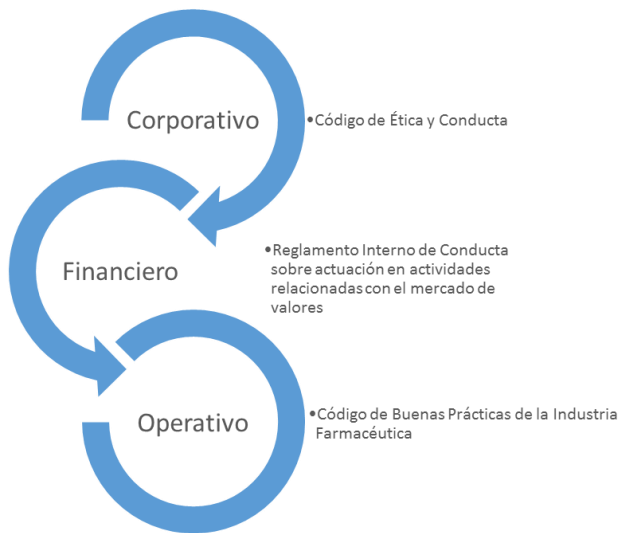 Corporativo
•Código de Ética y Conducta
Financiero
•Reglamento Interno de Conducta
sobre actuación en actividades
relacionadas con el mercado de
valores
Operativo
•Código de Buenas Prácticas de la Industria
Farmacéutica